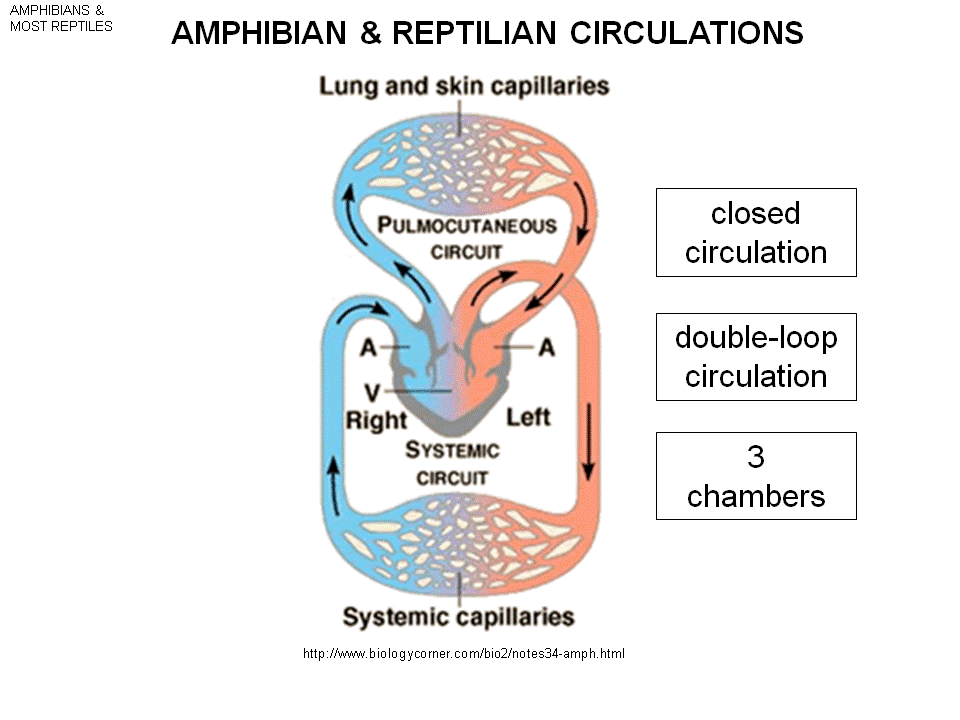 AMPHIBIANS &
MOST REPTILES
AMPHIBIAN & REPTILIAN CIRCULATIONS
Lung and skin capillaries
PULMOCUTANEOUS
CIRCUIT
A
A
V
Right
Left
SYSTEMIC
CIRCUIT
Systemic capillaries
closed
circulation
double-loop
circulation
3
chambers
http://www.biologycorner.com/bio2/notes34-amph.html